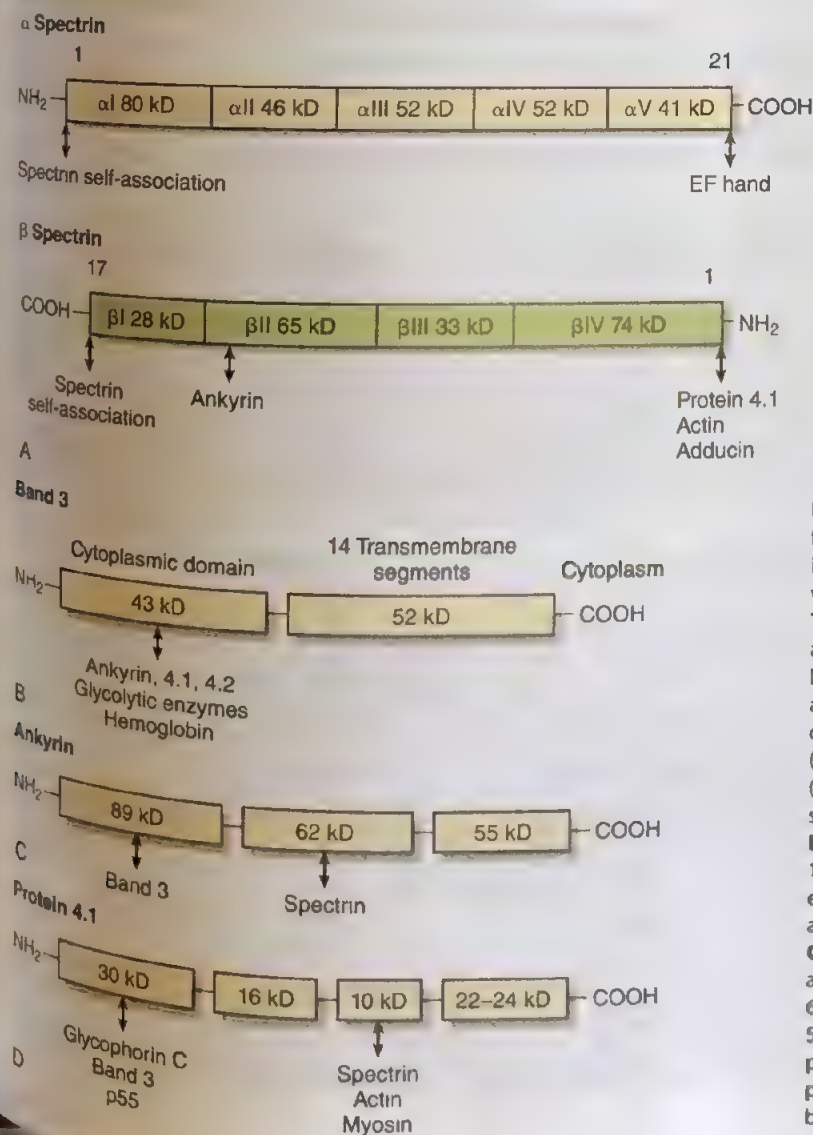 α Spectrin
1 21
NH₂ αI 80 kD αII 46 kD αIII 52 kD αIV 52 kD αV 41 kD COOH
Spectrin self-association EF hand
β Spectrin
17 1
COOH βI 28 kD βII 65 kD βIII 33 kD βIV 74 kD NH₂
Spectrin
self-association
Ankyrin
Protein 4.1
Actin
Adducin
A
Band 3
Cytoplasmic domain
14 Transmembrane
segments
Cytoplasm
NH₂ 43 kD 52 kD COOH
Ankyrin, 4.1, 4.2
Glycolytic enzymes
Hemoglobin
B
Ankyrin
NH₂ 89 kD 62 kD 55 kD COOH
Band 3 Spectrin
C
Protein 4.1
NH₂ 30 kD 16 kD 10 kD 22–24 kD COOH
Glycophorin C
Band 3
p55
Spectrin
Actin
Myosin
D